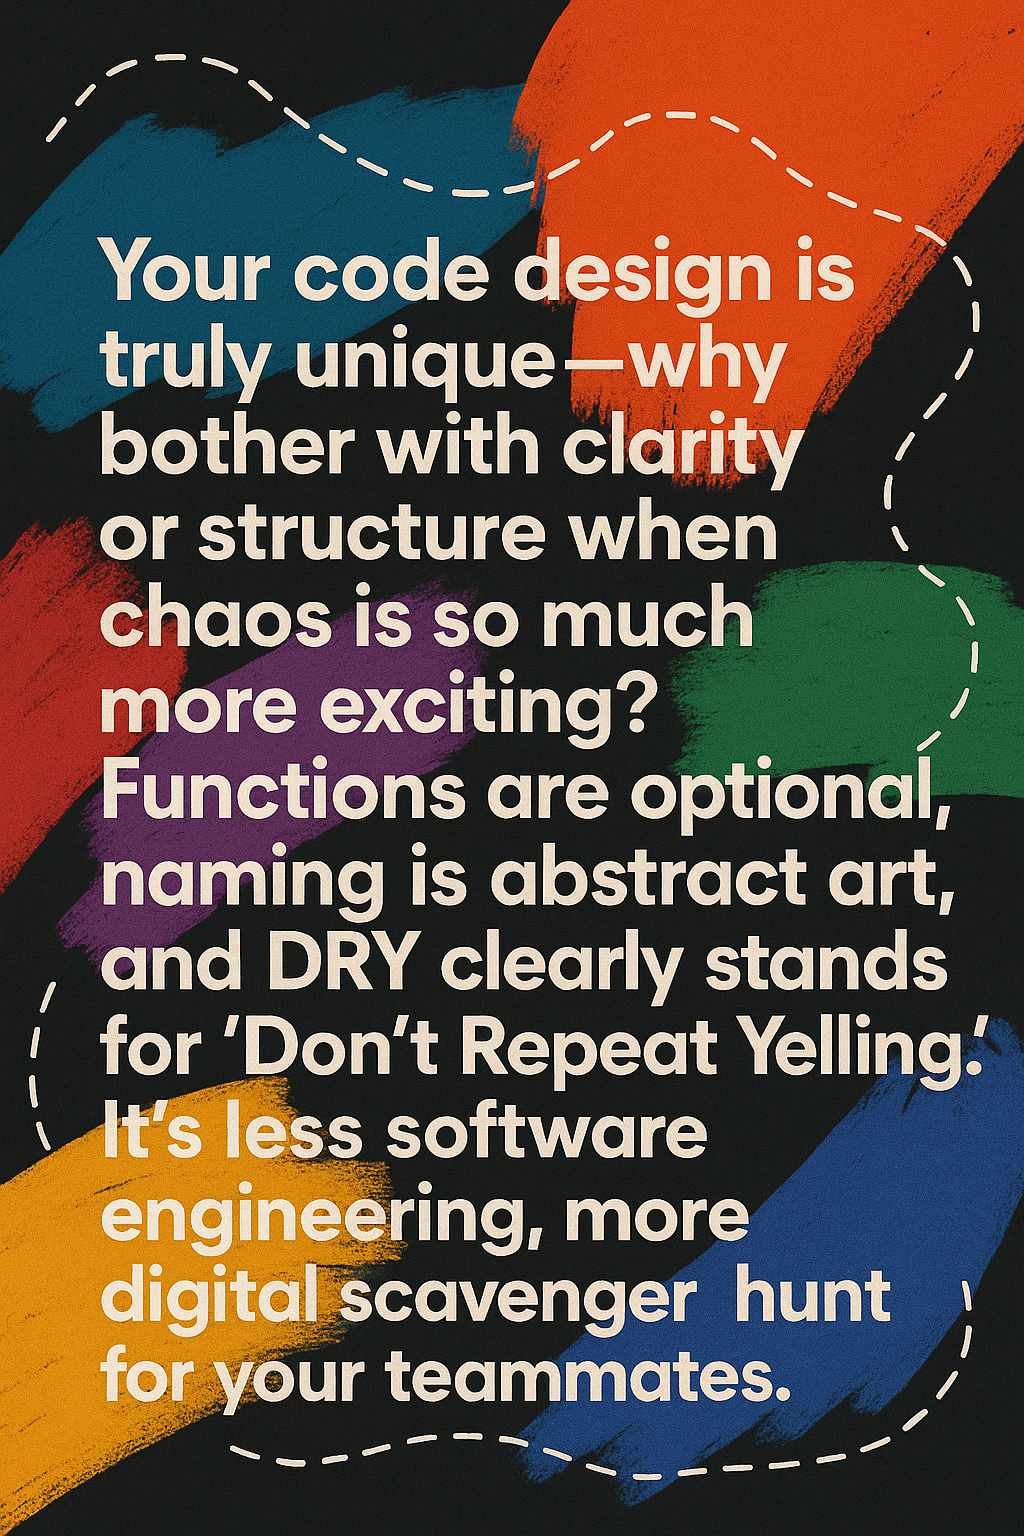 Your code design is
truly unique—why
bother with clarity
or structure when
chaos is so much
more exciting?
Functions are optional,
naming is abstract art,
and DRY clearly stands
for ’Don’t Repeat Yelling.’
It’s less software
engineering, more
digital scavenger hunt
for your teammates.